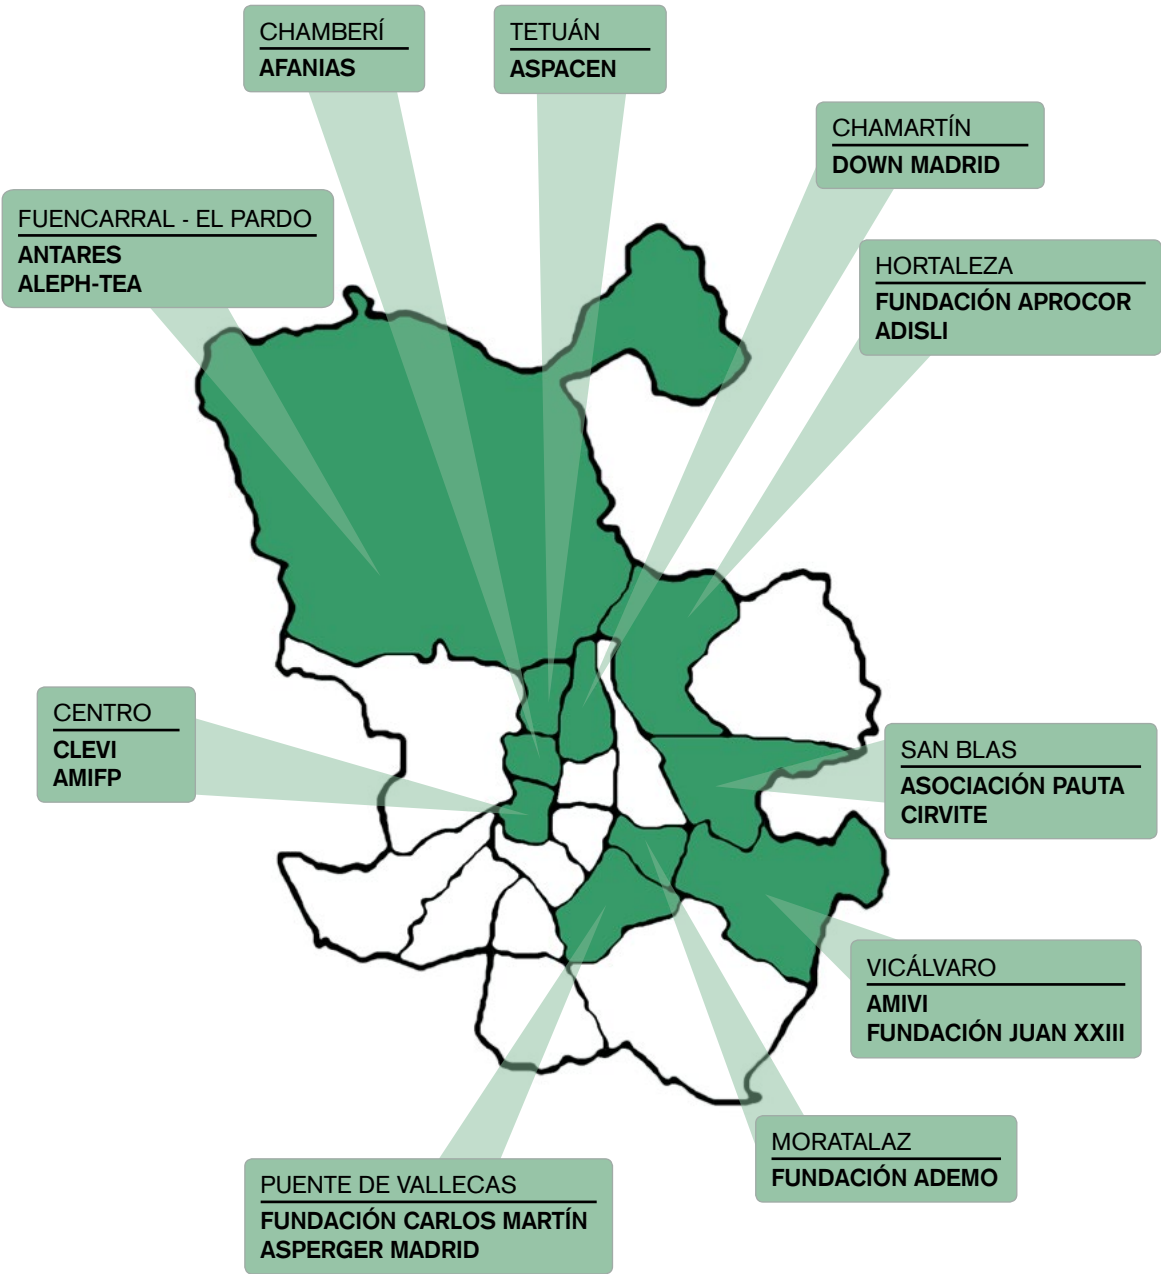 CHAMBERÍ
AFANIAS
TETUÁN
ASPACEN
CHAMARTÍN
DOWN MADRID
FUENCARRAL - EL PARDO
ANTARES
ALEPH-TEA
HORTALEZA
FUNDACIÓN APROCOR
ADISLI
CENTRO
CLEVI
AMIFP
SAN BLAS
ASOCIACIÓN PAUTA
CIRVITE
VICÁLVARO
AMIVI
FUNDACIÓN JUAN XXIII
MORATALAZ
FUNDACIÓN ADEMO
PUENTE DE VALLECAS
FUNDACIÓN CARLOS MARTÍN
ASPERGER MADRID